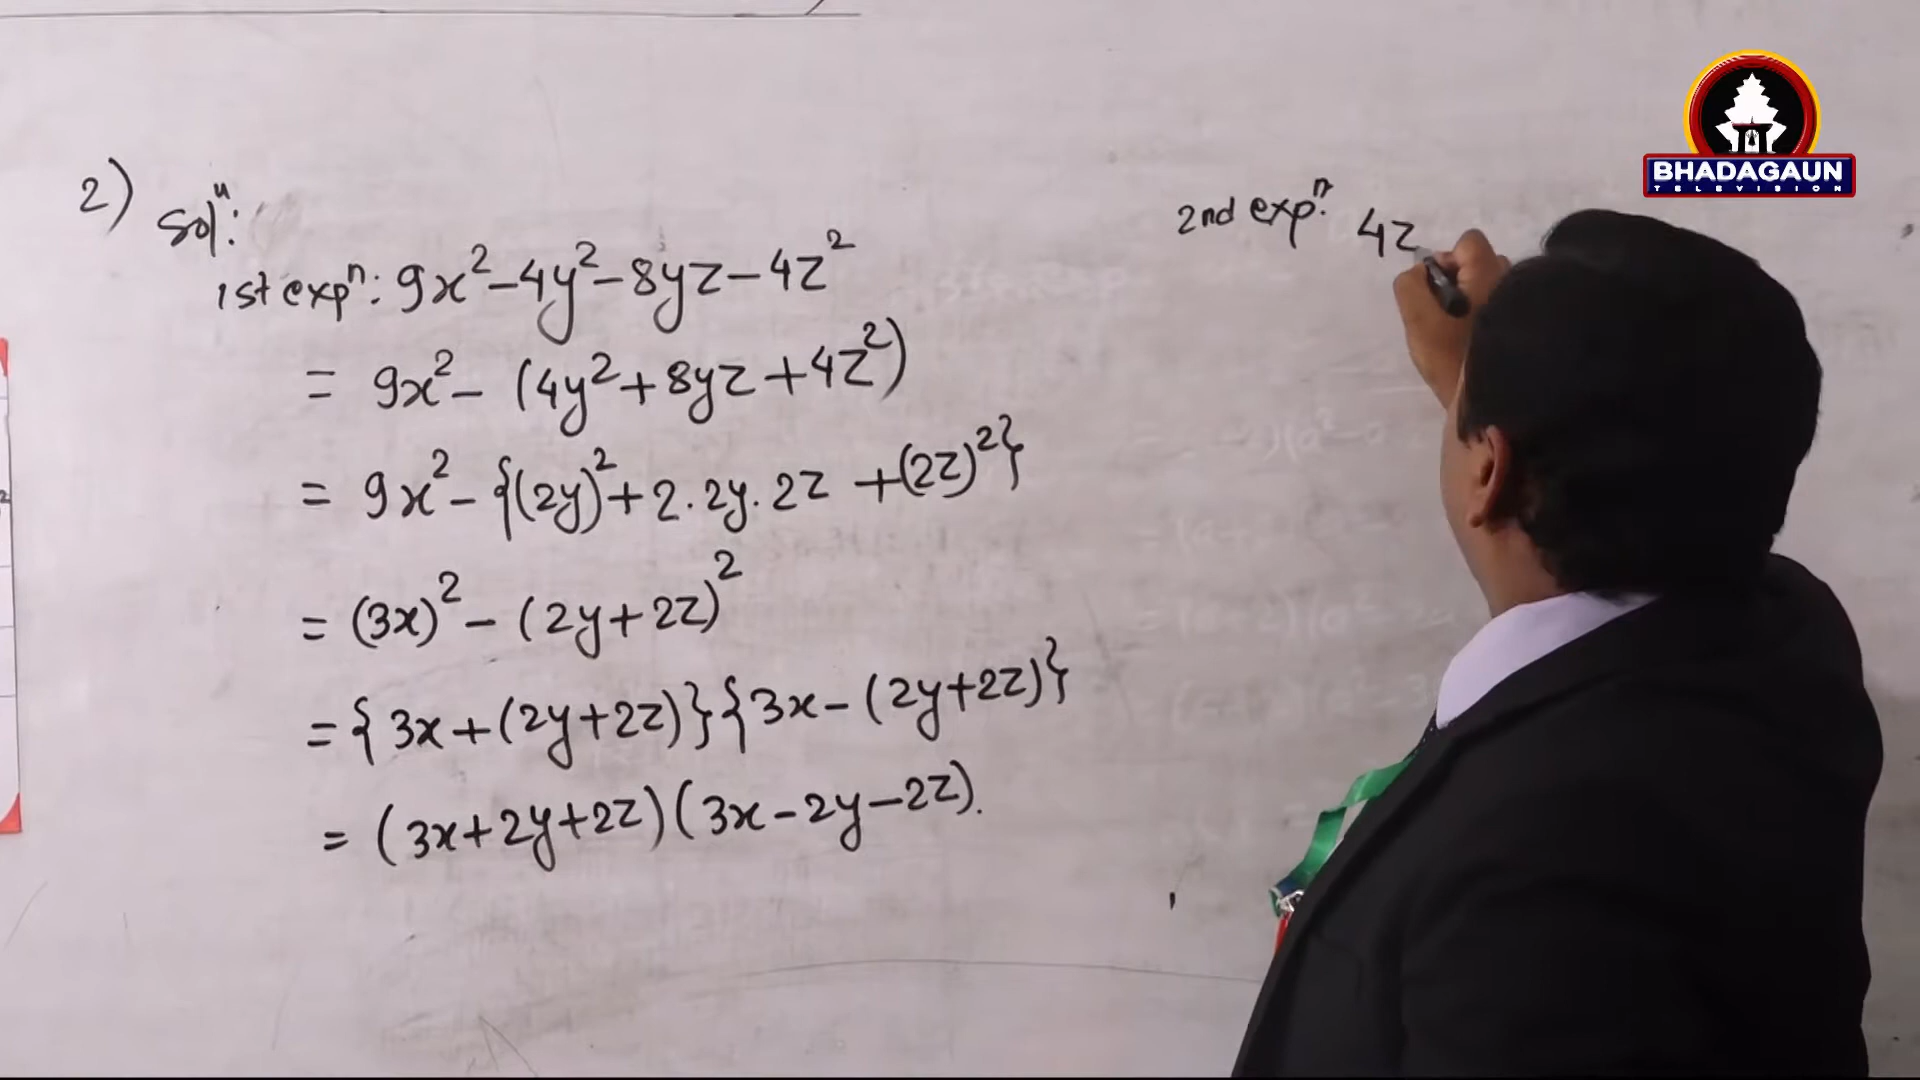 2) Solⁿ:
1st expⁿ: 9x² - 4y² - 8yz - 4z²
= 9x² - (4y² + 8yz + 4z²)
= 9x² - {(2y)² + 2.2y.2z + (2z)²}
= (3x)² - (2y + 2z)²
= {3x + (2y + 2z)}{3x - (2y + 2z)}
= (3x + 2y + 2z)(3x - 2y - 2z).
2nd expⁿ: 4z
BHADAGAUN
TELEVISION